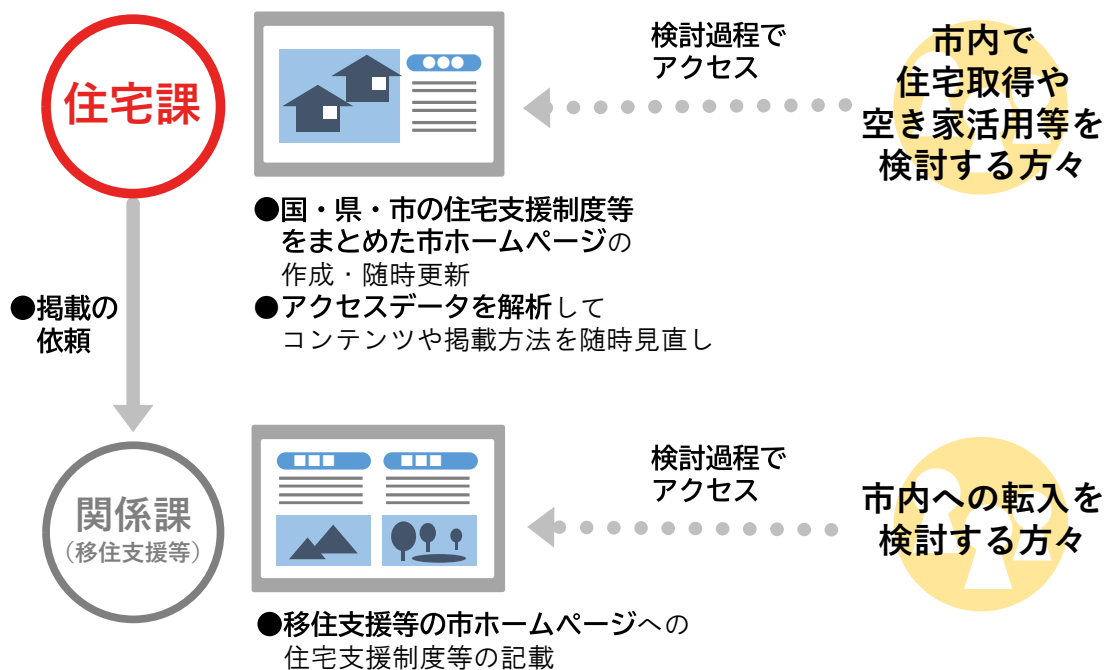 住宅課
検討過程で
アクセス
市内で
住宅取得や
空き家活用等を
検討する方々
●国・県・市の住宅支援制度等
をまとめた市ホームページの
作成・随時更新
●アクセスデータを解析して
コンテンツや掲載方法を随時見直し
●掲載の
依頼
関係課
(移住支援等)
検討過程で
アクセス
市内への転入を
検討する方々
●移住支援等の市ホームページへの
住宅支援制度等の記載